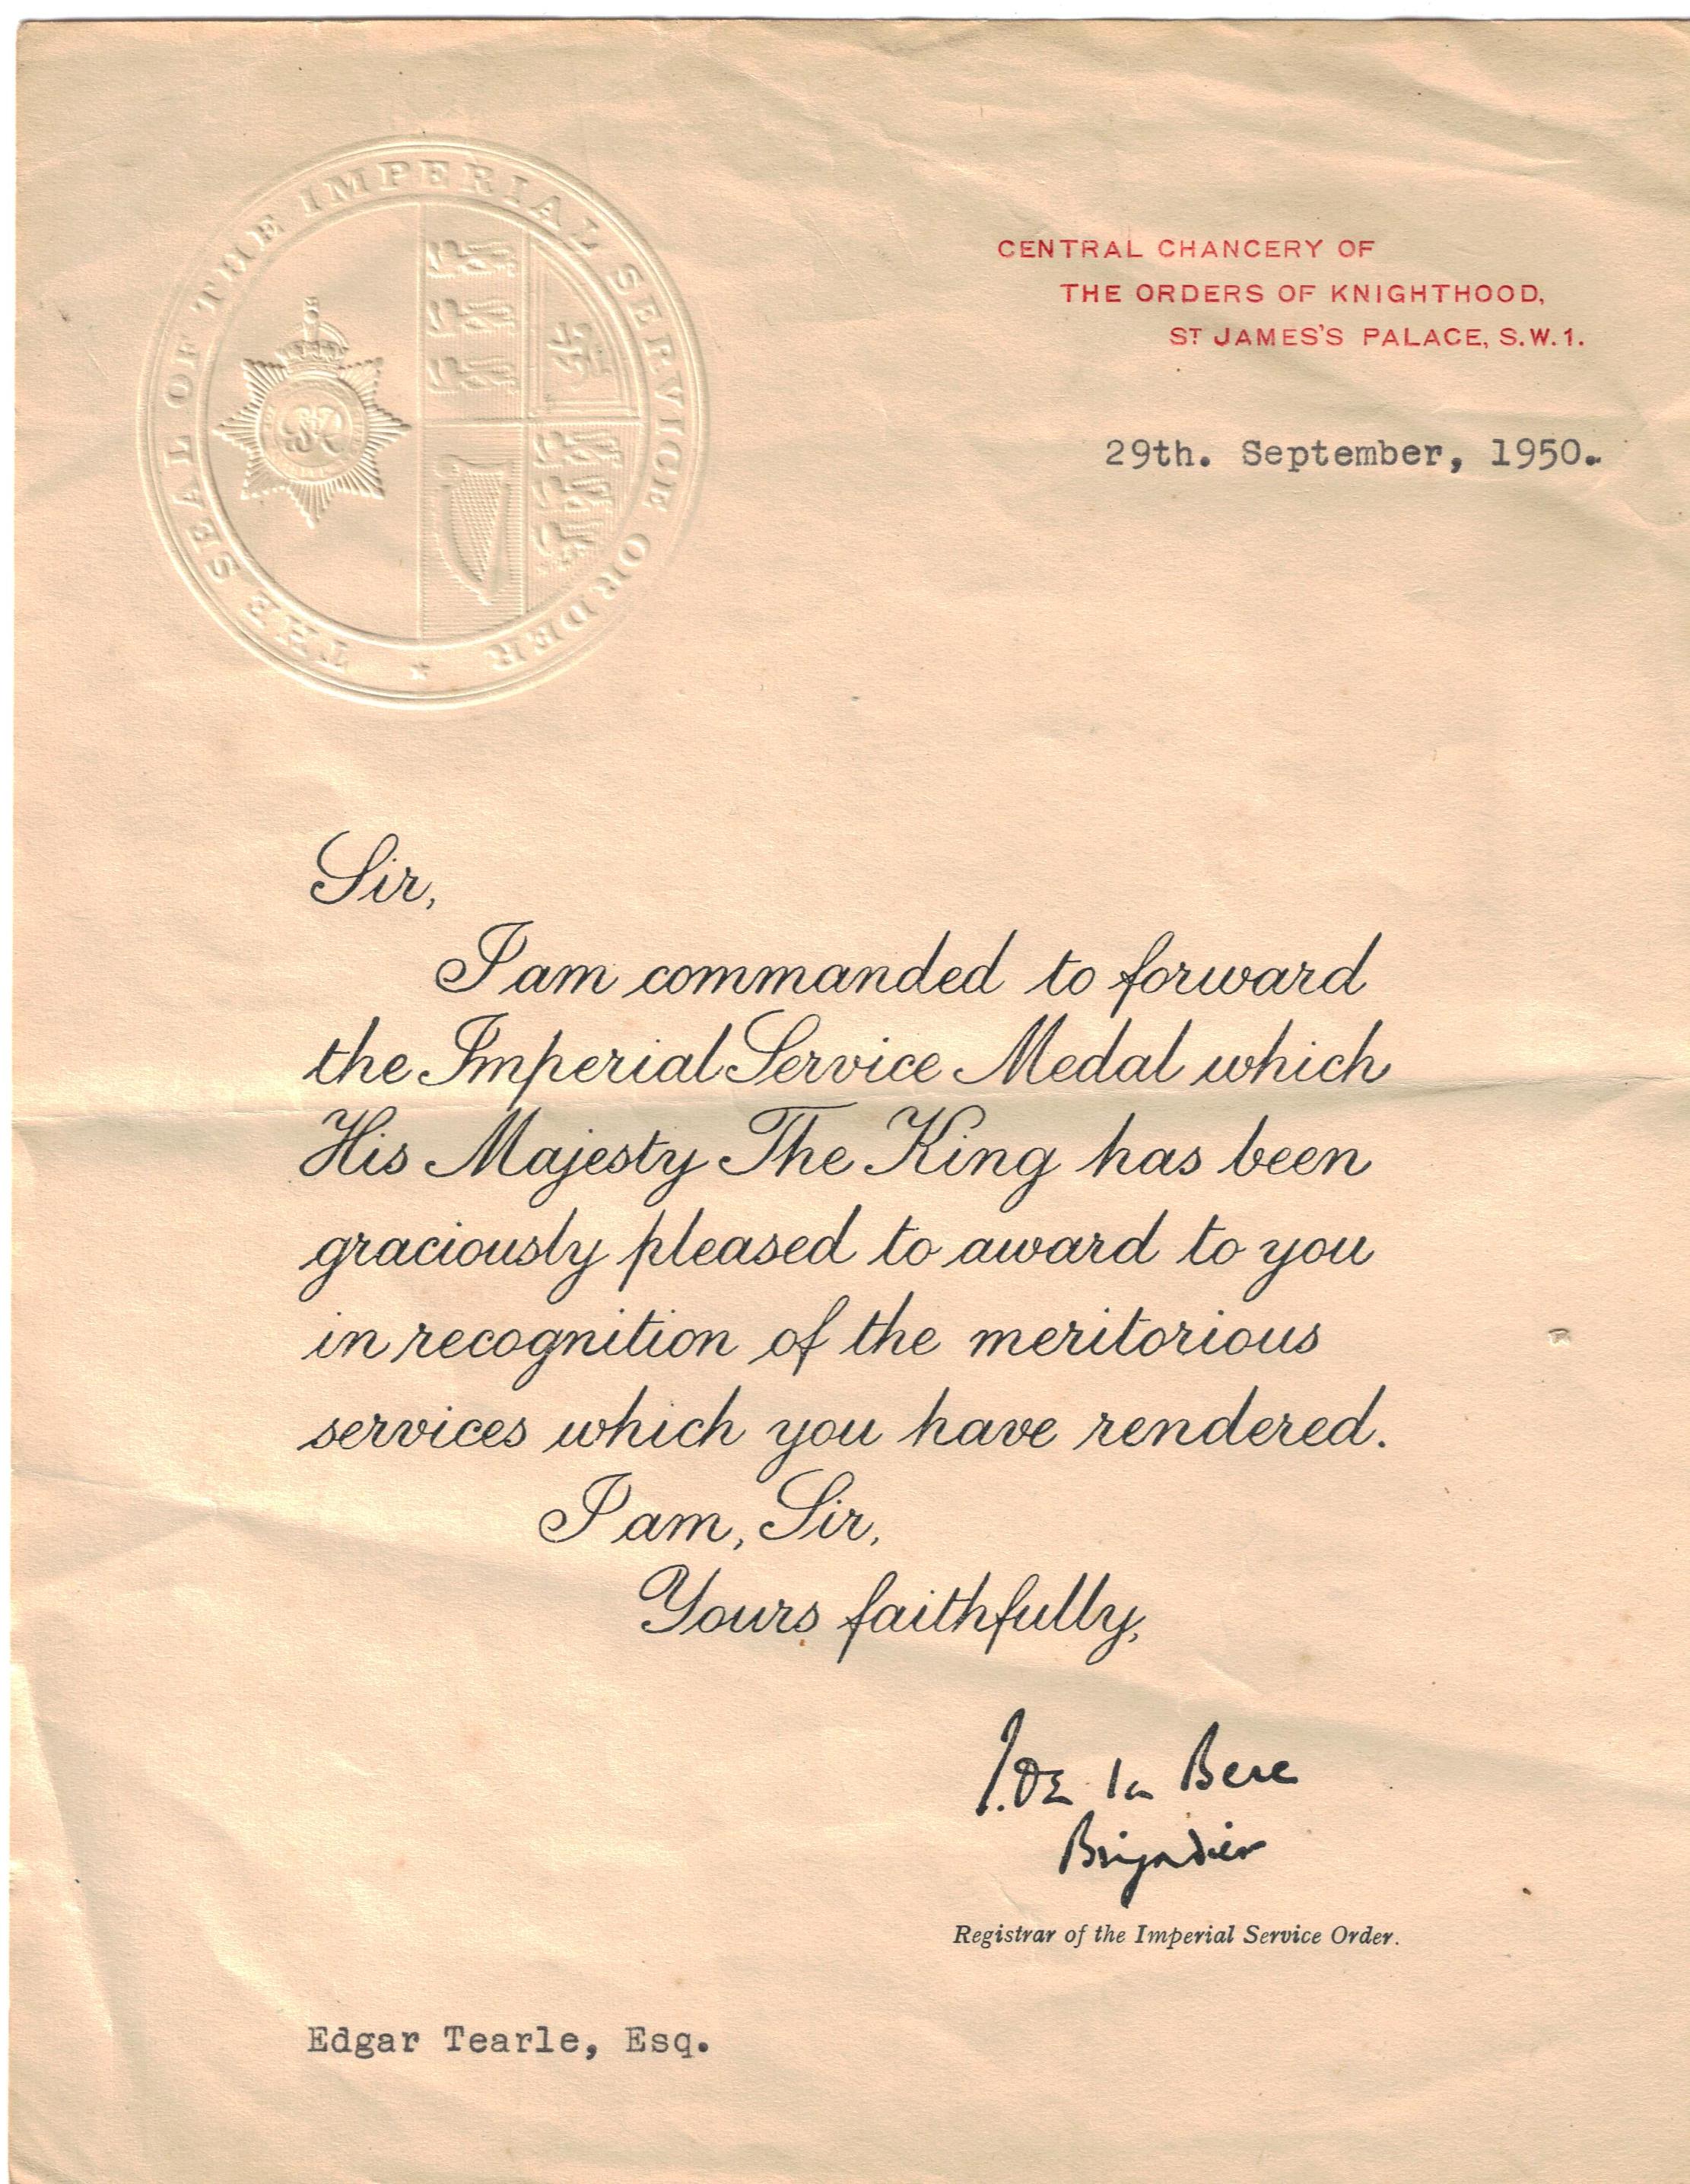 THE SEAL OF THE IMPERIAL SERVICE ORDER
CENTRAL CHANCERY OF
THE ORDERS OF KNIGHTHOOD,
ST JAMES'S PALACE, S.W.1.
29th. September, 1950.
Sir,
I am commanded to forward
the Imperial Service Medal which
His Majesty The King has been
graciously pleased to award to you
in recognition of the meritorious
services which you have rendered.
I am, Sir,
Yours faithfully,
I. De la Bere
Brigadier
Registrar of the Imperial Service Order.
Edgar Tearle, Esq.